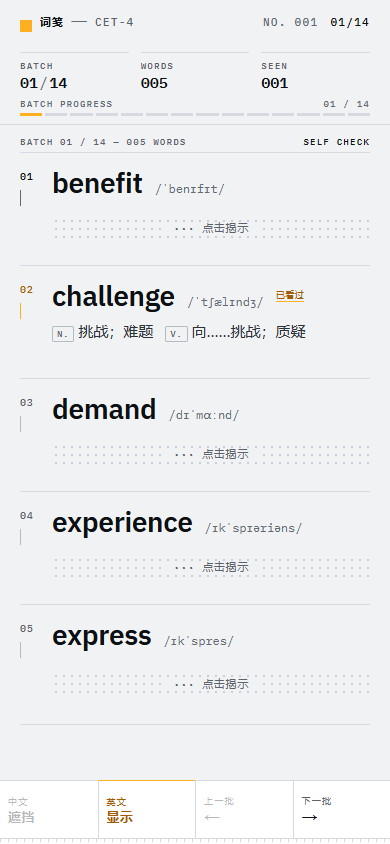 词笺 — CET-4 NO. 001 01/14
BATCH WORDS SEEN
01/14 005 001
BATCH PROGRESS 01 / 14
BATCH 01 / 14 — 005 WORDS SELF CHECK
01 benefit /ˈbenɪfɪt/
··· 点击揭示
02 challenge /ˈtʃælɪndʒ/ 已看过
N. 挑战；难题 V. 向……挑战；质疑
03 demand /dɪˈmɑːnd/
··· 点击揭示
04 experience /ɪkˈspɪəriəns/
··· 点击揭示
05 express /ɪkˈspres/
··· 点击揭示
中文 英文 上一批 下一批
遮挡 显示 ← →